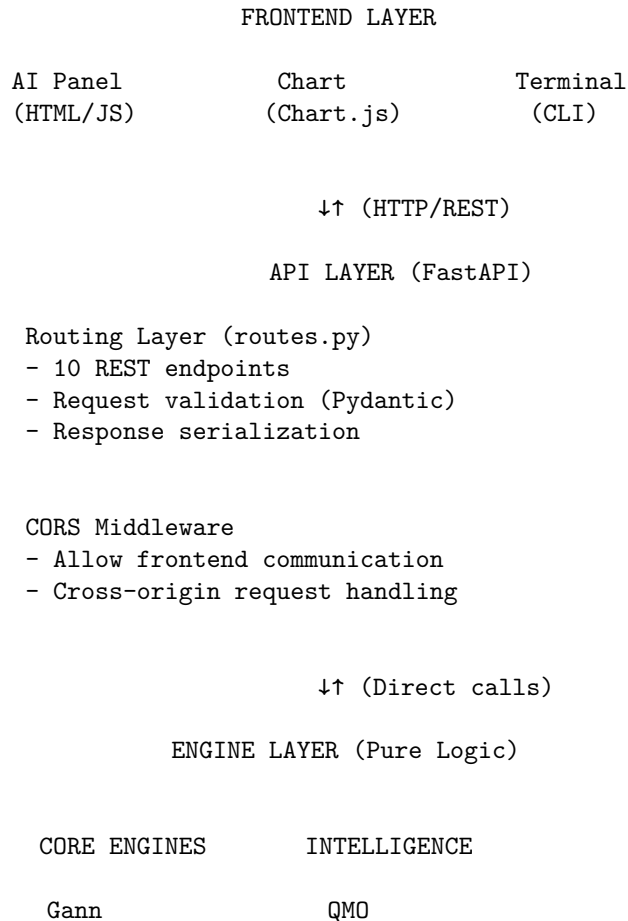 FRONTEND LAYER
AI Panel Chart Terminal
(HTML/JS) (Chart.js) (CLI)
↓↑ (HTTP/REST)
API LAYER (FastAPI)
Routing Layer (routes.py)
- 10 REST endpoints
- Request validation (Pydantic)
- Response serialization
CORS Middleware
- Allow frontend communication
- Cross-origin request handling
↓↑ (Direct calls)
ENGINE LAYER (Pure Logic)
CORE ENGINES INTELLIGENCE
Gann QMO